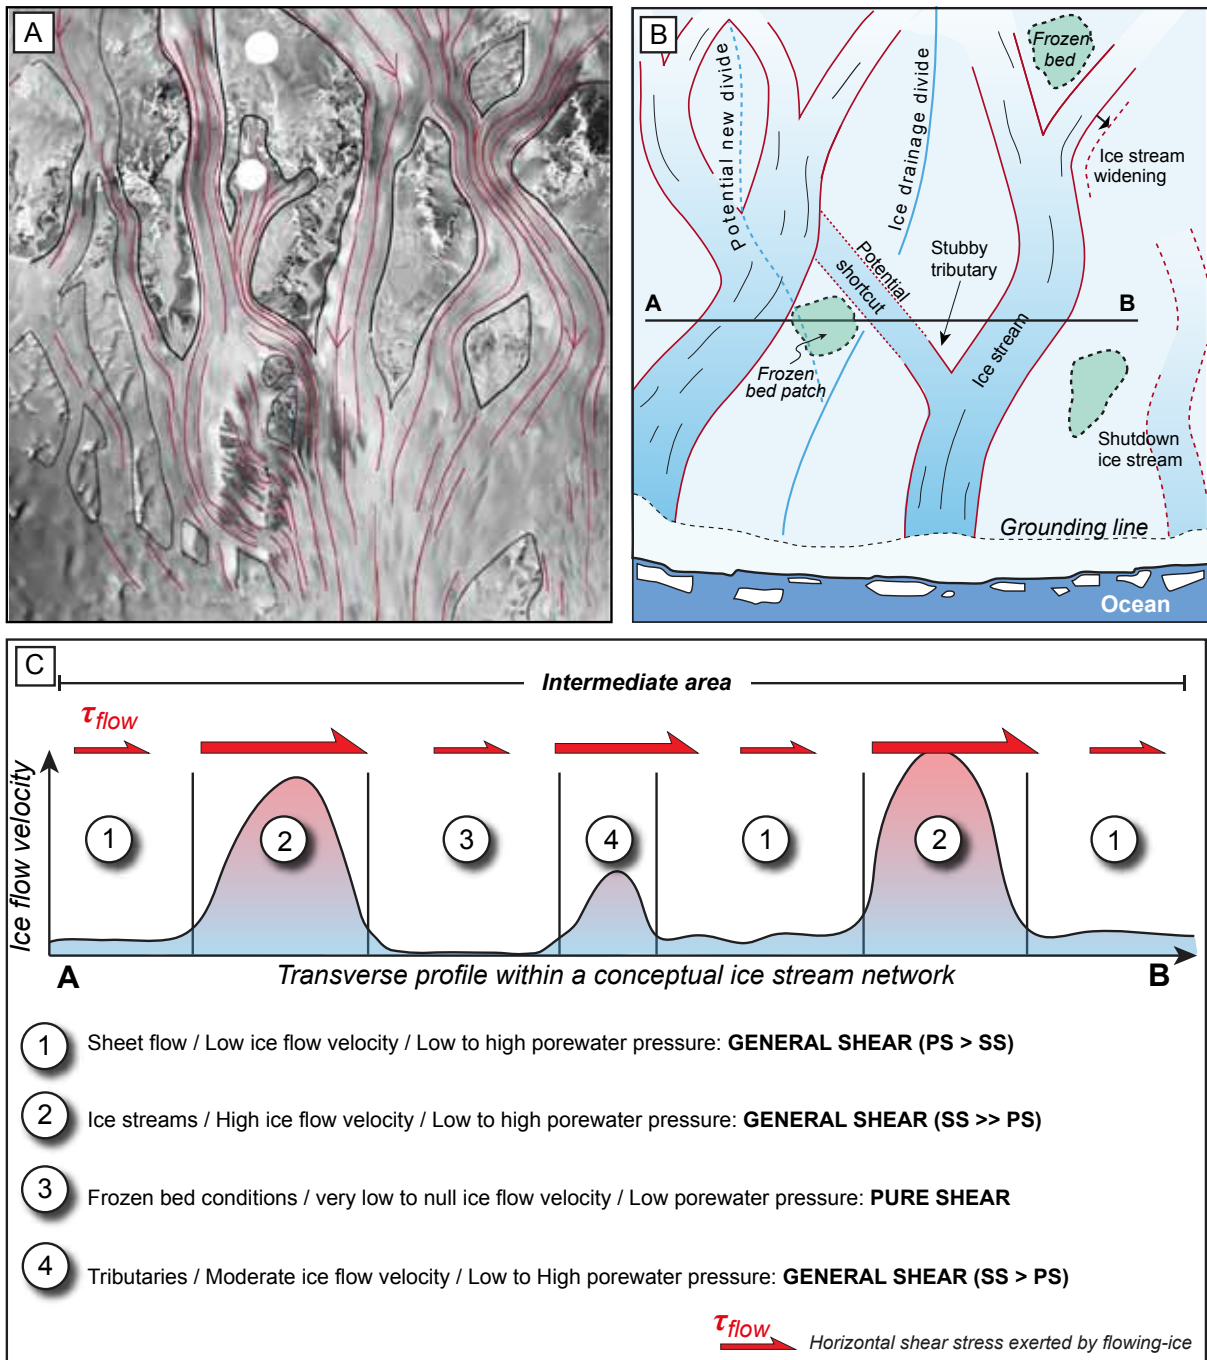 A
B
Frozen
bed
Potential new divide
Ice drainage divide
Ice stream
widening
Stubby
tributary
Potential
shortcut
A
B
Ice stream
Frozen
bed patch
Shutdown
ice stream
Grounding line
Ocean
C
Intermediate area
τflow
Ice flow velocity
1
2
3
4
1
2
1
A
Transverse profile within a conceptual ice stream network
B
1 Sheet flow / Low ice flow velocity / Low to high porewater pressure: GENERAL SHEAR (PS > SS)
2 Ice streams / High ice flow velocity / Low to high porewater pressure: GENERAL SHEAR (SS >> PS)
3 Frozen bed conditions / very low to null ice flow velocity / Low porewater pressure: PURE SHEAR
4 Tributaries / Moderate ice flow velocity / Low to High porewater pressure: GENERAL SHEAR (SS > PS)
τflow Horizontal shear stress exerted by flowing-ice